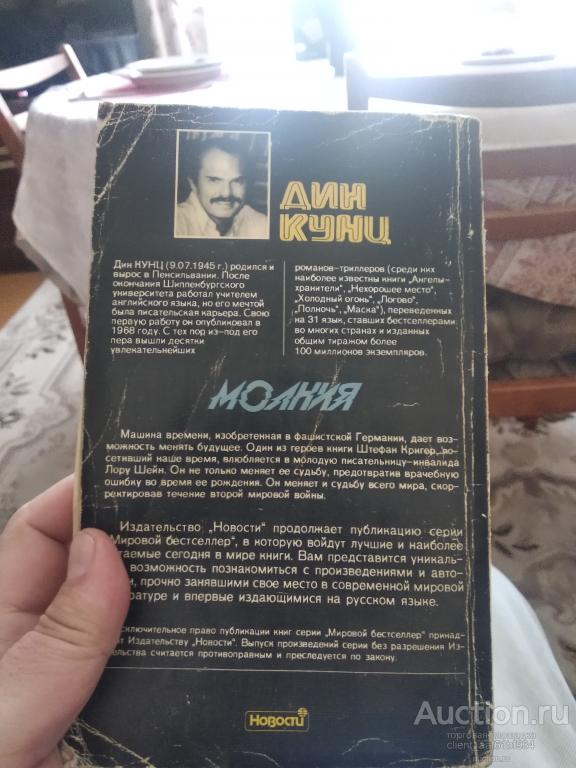 ДИН
КУНЦ
Дин КУНЦ (9.07.1945 г.) родился и
вырос в Пенсильвании. После
окончания Шиппенбургского
университета работал учителем
английского языка, но его мечтой
была писательская карьера. Свою
первую работу он опубликовал в
1968 году. С тех пор из-под его
пера вышли десятки
увлекательнейших
романов-триллеров (среди них
наиболее известны книги „Ангелы-
хранители", „Нехорошее место",
„Холодный огонь", „Логово",
„Полночь", „Маска"), переведенных
на 31 язык, ставших бестселлерами
во многих странах и изданных
общим тиражом более
100 миллионов экземпляров.
МОЛНИЯ
Машина времени, изобретенная в фашистской Германии, дает воз-
можность менять будущее. Один из героев книги Штефан Кригер, по-
сетивший наше время, влюбляется в молодую писательницу-инвалида
Лору Шейн. Он не только меняет ее судьбу, предотвратив врачебную
ошибку во время ее рождения. Он меняет и судьбу всего мира, скор-
ректировав течение второй мировой войны.
Издательство „Новости" продолжает публикацию серии
Мировой бестселлер", в которую войдут лучшие и наиболее
итаемые сегодня в мире книги. Вам представится уникаль-
возможность познакомиться с произведениями и авто-
и, прочно занявшими свое место в современной мировой
ературе и впервые издающимися на русском языке.
сключительное право публикации книг серии „Мировой бестселлер" принад-
т Издательству „Новости". Выпуск произведений серии без разрешения Из-
ельства считается противоправным и преследуется по закону.
Новости
Auction.ru
торговая площадка